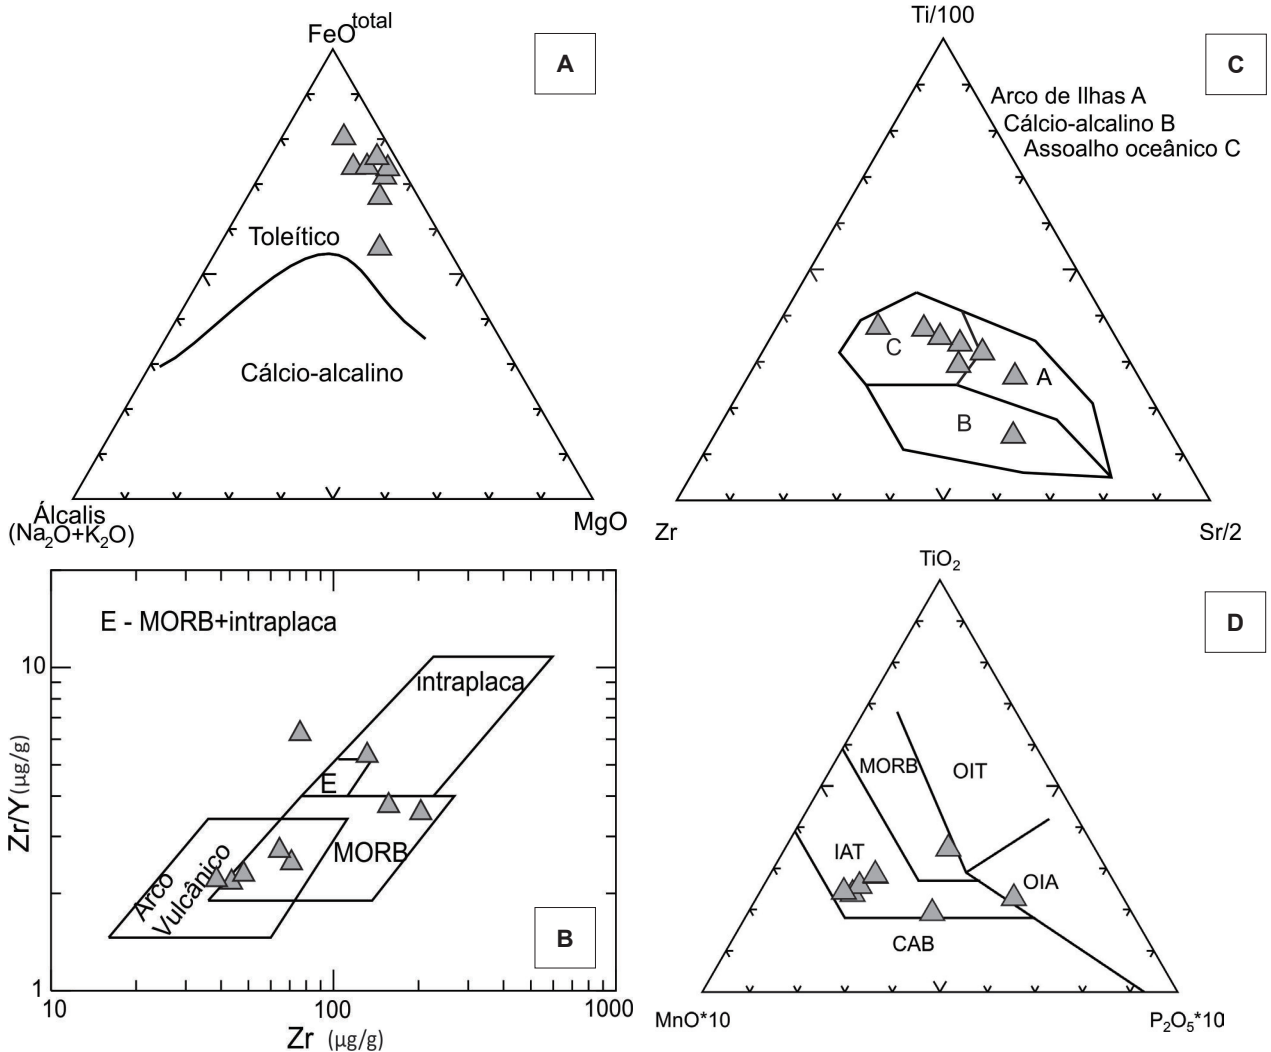 FeO^total
A
Toleítico
Cálcio-alcalino
Álcalis
(Na₂O+K₂O)
MgO
Ti/100
C
Arco de Ilhas A
Cálcio-alcalino B
Assoalho oceânico C
C
A
B
Zr
Sr/2
E - MORB+intraplaca
10
intraplaca
E
MORB
Arco
Vulcânico
Zr/Y (µg/g)
B
1
10
100
1000
Zr (µg/g)
TiO₂
D
MORB
OIT
IAT
OIA
CAB
MnO*10
P₂O₅*10